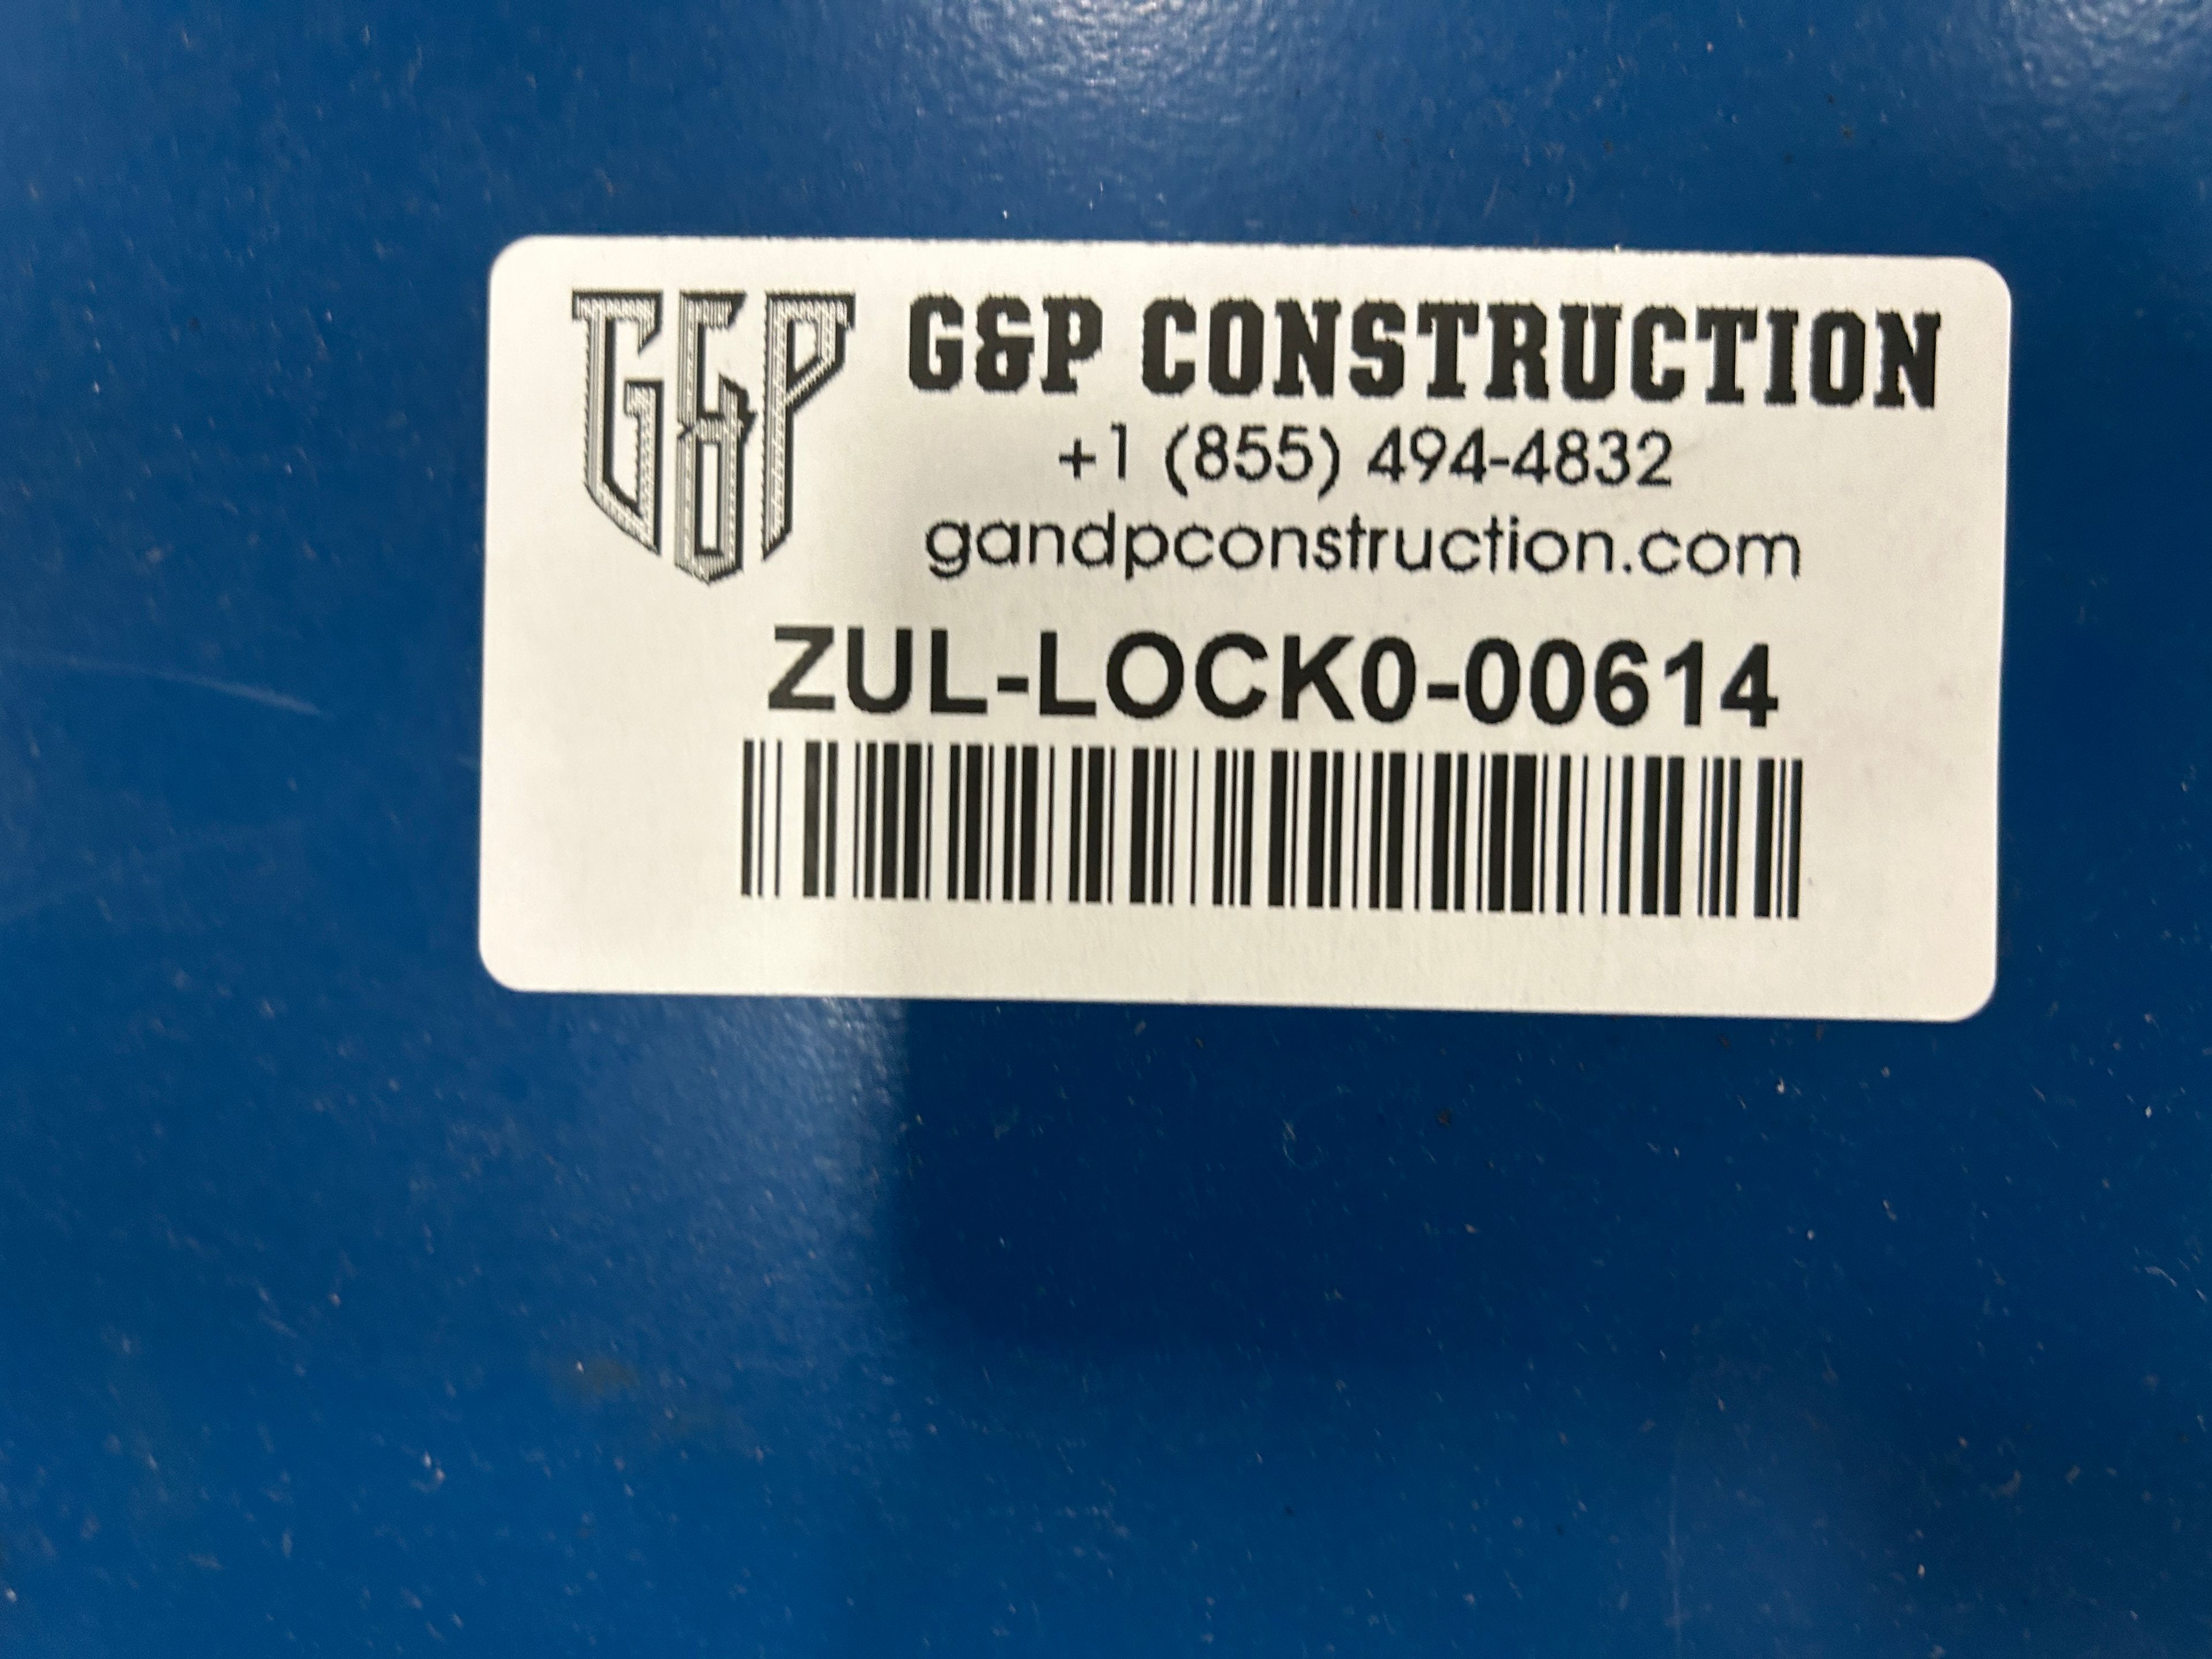 G&P G&P CONSTRUCTION
+1 (855) 494-4832
gandpconstruction.com
ZUL-LOCK0-00614